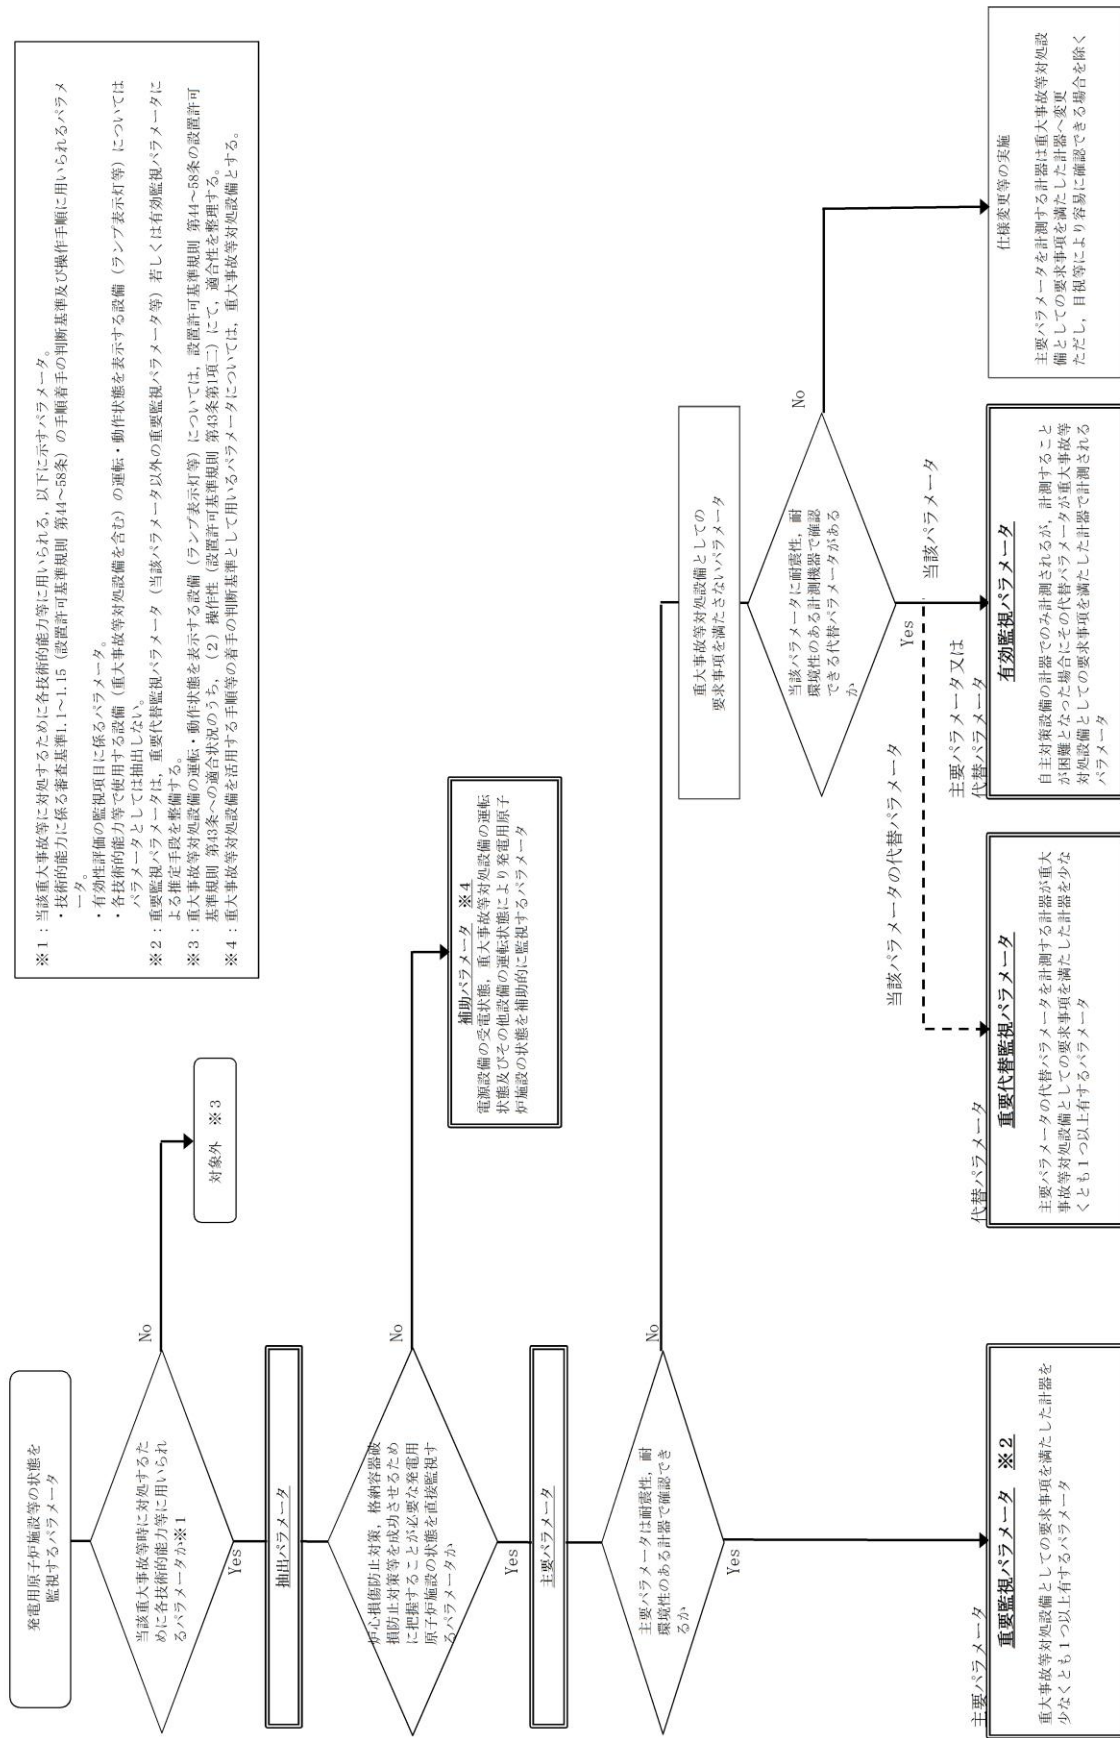 発電用原子炉施設等の状態を
監視するパラメータ
当該重大事故等時に対処するた
めに各技術的能力等に用いられ
るパラメータか※1
No
Yes
対象外 ※3
抽出パラメータ
炉心損傷防止対策，格納容器破
損防止対策等を成功させるため
に把握することが必要な発電用
原子炉施設の状態を直接監視す
るパラメータか
No
Yes
補助パラメータ ※4
電源設備の受電状態，重大事故等対処設備の運転
状態及びその他設備の運転状態により発電用原子
炉施設の状態を補助的に監視するパラメータ
主要パラメータ
主要パラメータは耐震性，耐
環境性のある計器で確認でき
るか
No
Yes
重大事故等対処設備としての
要求事項を満たさないパラメータ
当該パラメータに耐震性，耐
環境性のある計測機器で確認
できる代替パラメータがある
か
No
Yes
当該パラメータ
当該パラメータの代替パラメータ
主要パラメータ
重要監視パラメータ ※2
重大事故等対処設備としての要求事項を満たした計器を
少なくとも1つ以上有するパラメータ
代替パラメータ
重要代替監視パラメータ
主要パラメータの代替パラメータを計測する計器が重大
事故等対処設備としての要求事項を満たした計器を少な
くとも1つ以上有するパラメータ
主要パラメータ又は
代替パラメータ
有効監視パラメータ
自主対策設備の計器でのみ計測されるが，計測すること
が困難となった場合にその代替パラメータが重大事故等
対処設備としての要求事項を満たした計器で計測される
パラメータ
仕様変更等の実施
主要パラメータを計測する計器は重大事故等対処設
備としての要求事項を満たした計器へ変更
ただし，目視等により容易に確認できる場合を除く
※1：当該重大事故等に対処するために各技術的能力等に用いられる，以下に示すパラメータ。
・技術的能力に係る審査基準1.1～1.15（設置許可基準規則 第44～58条）の手順着手の判断基準及び操作手順に用いられるパラメ
ータ。
・有効性評価の監視項目に係るパラメータ。
・各技術的能力等で使用する設備（重大事故等対処設備を含む）の運転・動作状態を表示する設備（ランプ表示灯等）については
パラメータとしては抽出しない。
※2：重要監視パラメータは，重要代替監視パラメータ（当該パラメータ以外の重要監視パラメータ等）若しくは有効監視パラメータに
よる推定手段を整備する。
※3：重大事故等対処設備の運転・動作状態を表示する設備（ランプ表示灯等）については，設置許可基準規則 第44～58条の設置許可
基準規則 第43条への適合状況のうち，（2）操作性（設置許可基準規則 第43条第1項二）にて，適合性を整理する。
※4：重大事故等対処設備を活用する手順等の着手の判断基準として用いるパラメータについては，重大事故等対処設備とする。